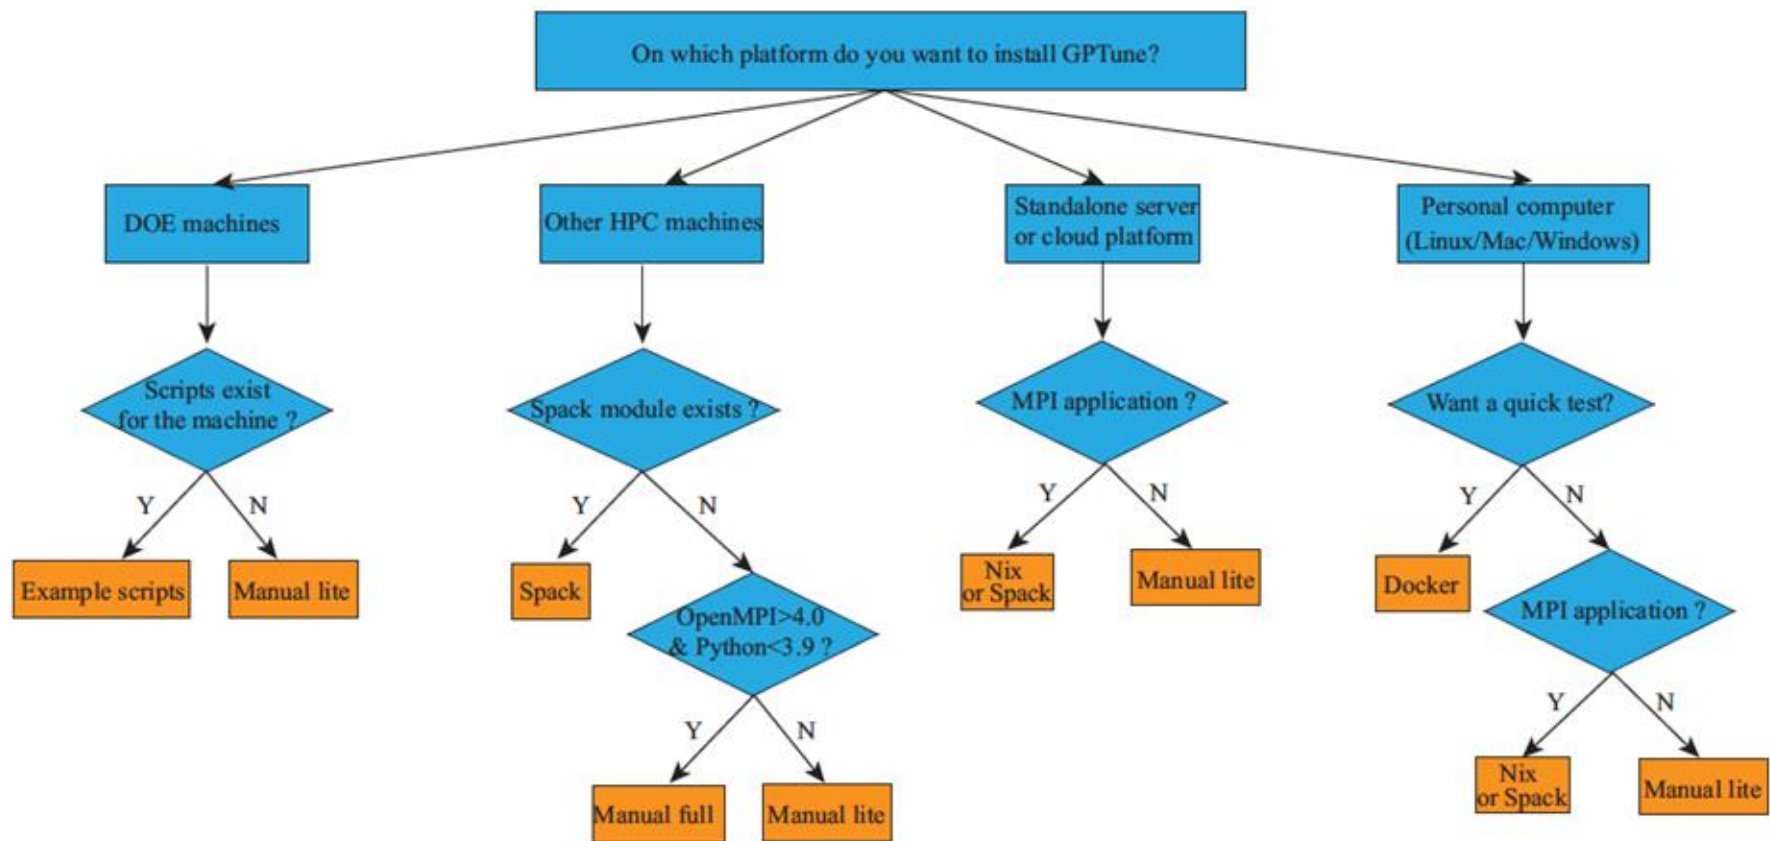 On which platform do you want to install GPTune?
DOE machines
Other HPC machines
Standalone server
or cloud platform
Personal computer
(Linux/Mac/Windows)
Scripts exist
for the machine ?
Spack module exists ?
MPI application ?
Want a quick test?
Y
N
Y
N
Y
N
Y
N
Example scripts
Manual lite
Spack
OpenMPI>4.0
& Python<3.9 ?
Nix
or Spack
Manual lite
Docker
MPI application ?
Y
N
Y
N
Manual full
Manual lite
Nix
or Spack
Manual lite